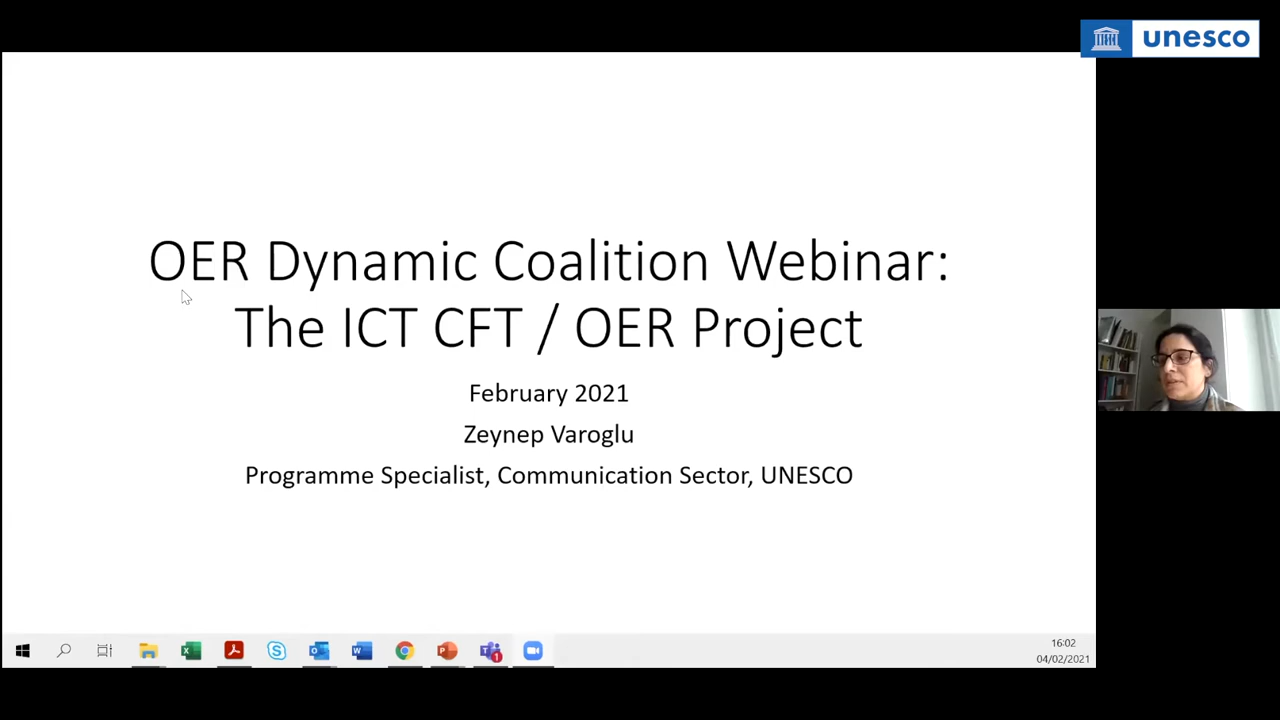 unesco
OER Dynamic Coalition Webinar:
The ICT CFT / OER Project
February 2021
Zeynep Varoglu
Programme Specialist, Communication Sector, UNESCO
16:02
04/02/2021